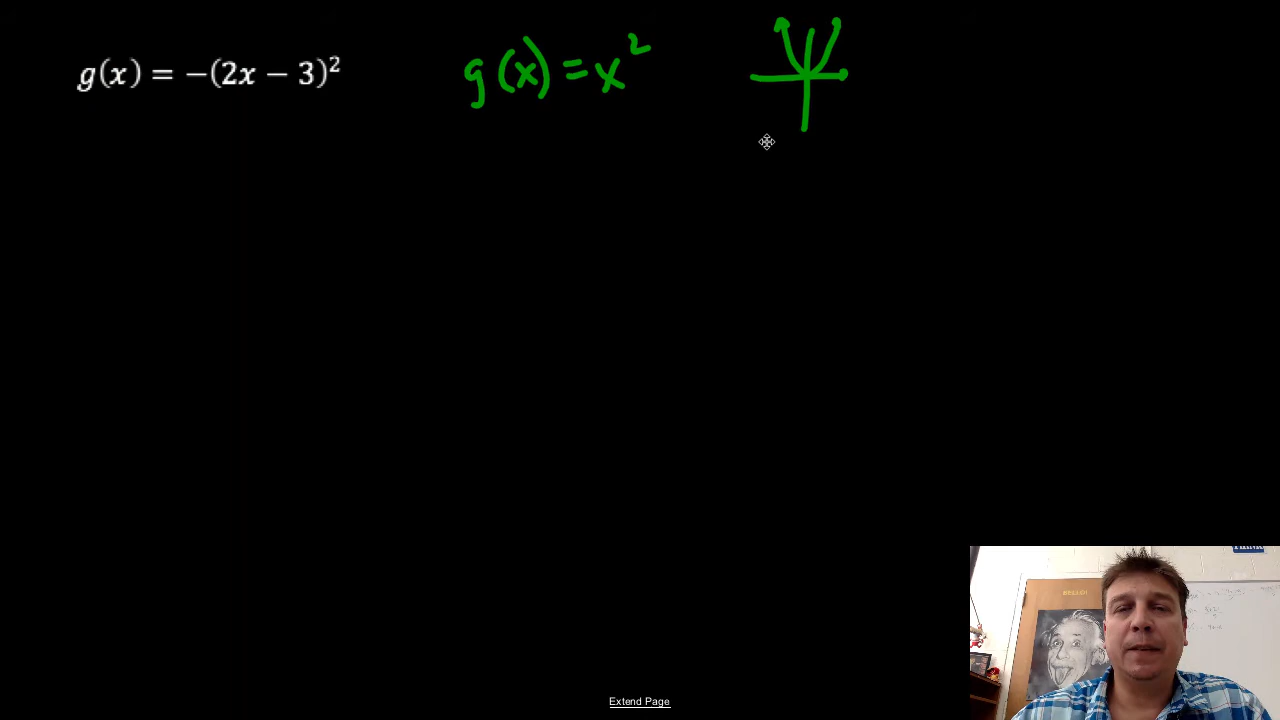 g(x) = −(2x − 3)²
g(x) = x²
Extend Page